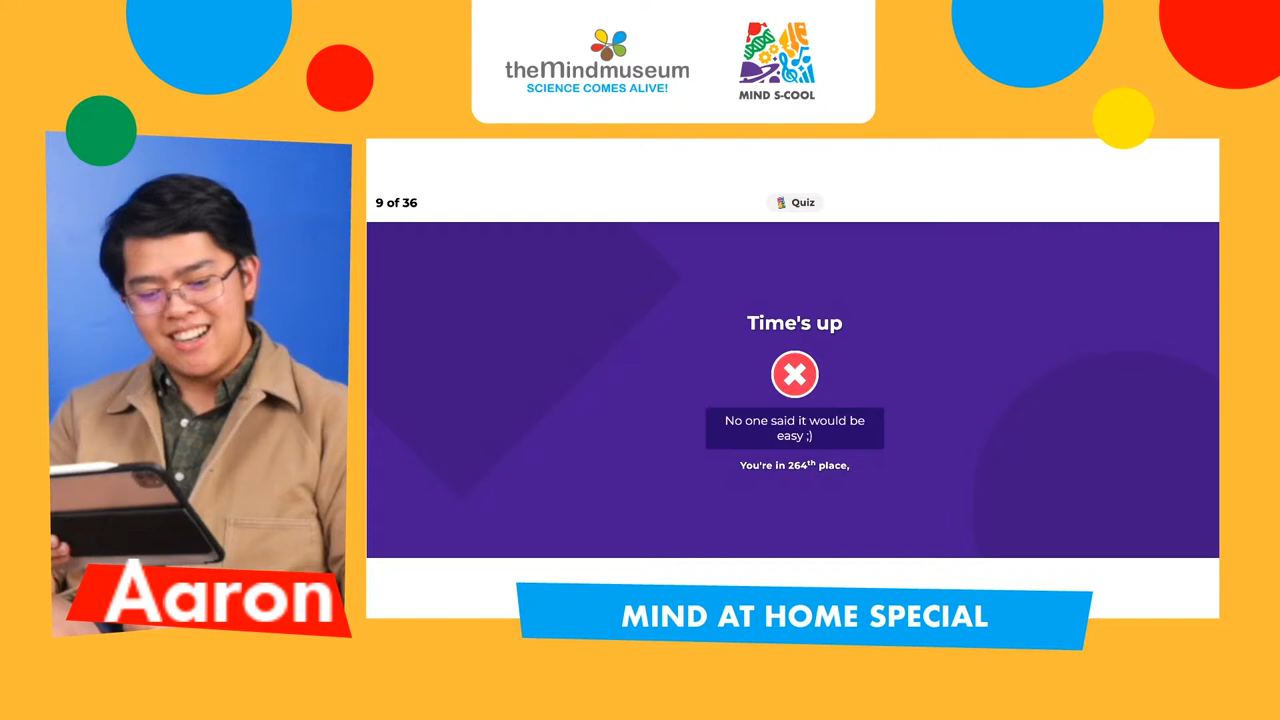 theMindmuseum
SCIENCE COMES ALIVE!
MIND S-COOL
9 of 36
Quiz
Time's up
No one said it would be
easy ;)
You're in 264th place,
Aaron
MIND AT HOME SPECIAL